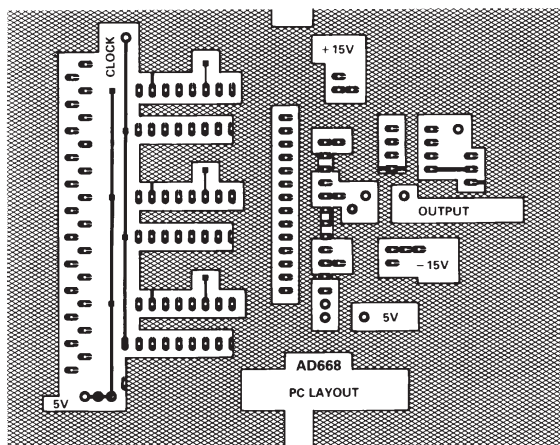 CLOCK
+ 15V
OUTPUT
– 15V
5V
AD668
PC LAYOUT
5V